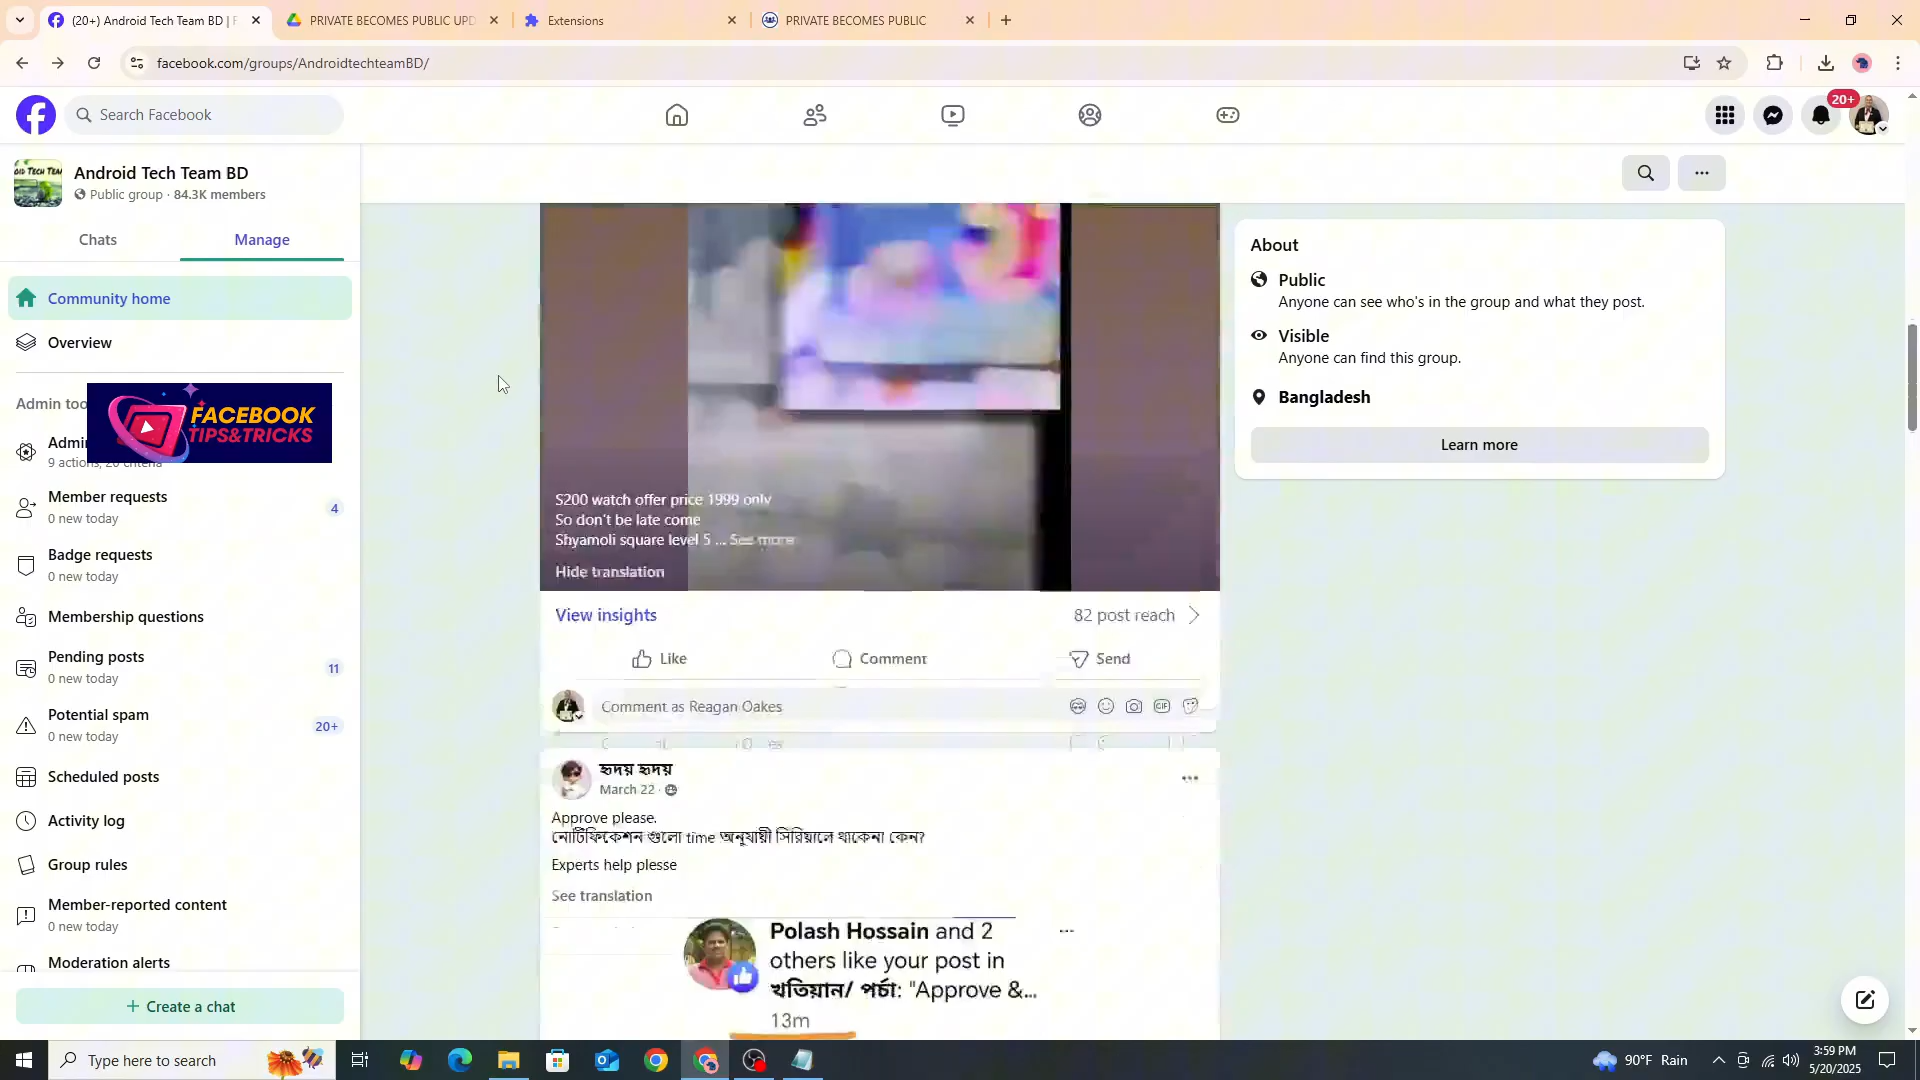 (20+) Android Tech Team BD | F
PRIVATE BECOMES PUBLIC UPD
Extensions
PRIVATE BECOMES PUBLIC
facebook.com/groups/AndroidtechteamBD/
Search Facebook
20+
Android Tech Team BD
Public group · 84.3K members
Chats
Manage
Community home
Overview
Admin too
FACEBOOK
TIPS&TRICKS
Admi
9 actions, 20 criteria
Member requests
0 new today
4
Badge requests
0 new today
Membership questions
Pending posts
0 new today
11
Potential spam
0 new today
20+
Scheduled posts
Activity log
Group rules
Member-reported content
0 new today
Moderation alerts
+ Create a chat
S200 watch offer price 1999 only
So don't be late come
Shyamoli square level 5 ... See more
Hide translation
View insights
82 post reach
Like
Comment
Send
Comment as Reagan Oakes
হৃদয় হৃদয়
March 22 ·
Approve please.
নোটিফিকেশন গুলো time অনুযায়ী সিরিয়ালে থাকেনা কেন?
Experts help plesse
See translation
Polash Hossain and 2
others like your post in
খতিয়ান/ পর্চা: "Approve &...
13m
About
Public
Anyone can see who's in the group and what they post.
Visible
Anyone can find this group.
Bangladesh
Learn more
Type here to search
90°F Rain
3:59 PM
5/20/2025